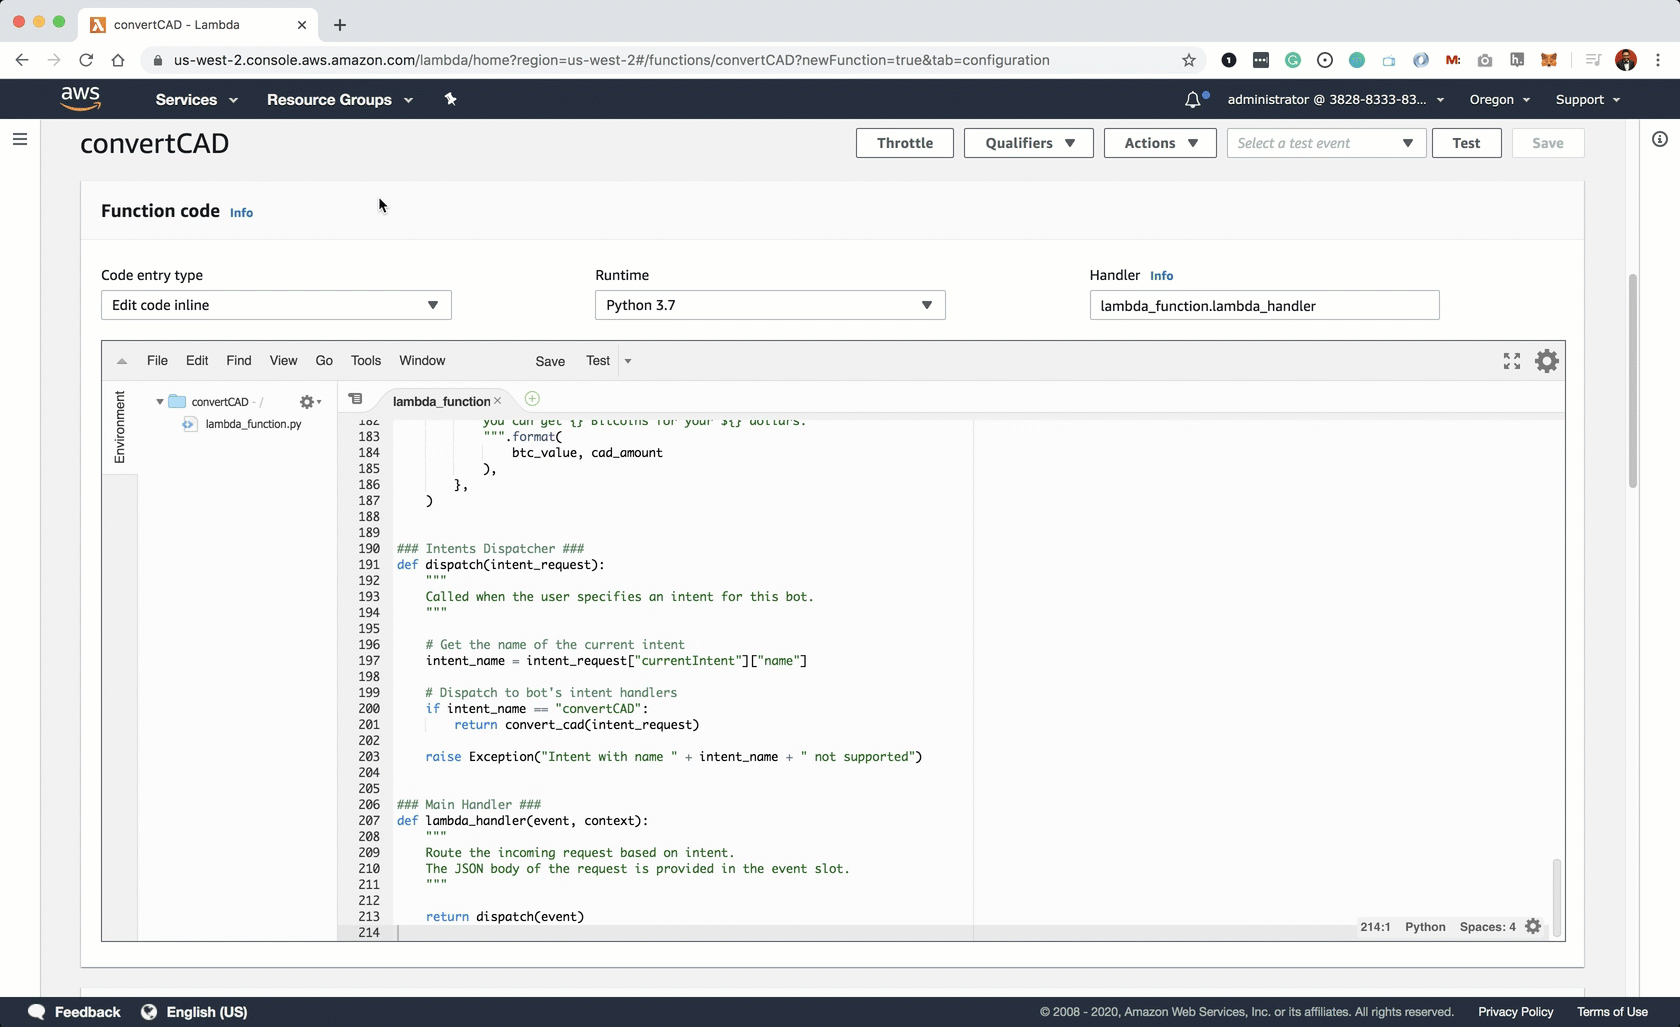 convertCAD - Lambda
us-west-2.console.aws.amazon.com/lambda/home?region=us-west-2#/functions/convertCAD?newFunction=true&tab=configuration
aws Services Resource Groups administrator @ 3828-8333-83... Oregon Support
convertCAD Throttle Qualifiers Actions Select a test event Test Save
Function code Info
Code entry type Runtime Handler Info
Edit code inline Python 3.7 lambda_function.lambda_handler
File Edit Find View Go Tools Window Save Test
Environment
convertCAD - /
lambda_function.py
lambda_function
182 you can get {} Bitcoins for your ${} dollars.
183 """.format(
184 btc_value, cad_amount
185 ),
186 },
187 )
188
189
190 ### Intents Dispatcher ###
191 def dispatch(intent_request):
192 """
193 Called when the user specifies an intent for this bot.
194 """
195
196 # Get the name of the current intent
197 intent_name = intent_request["currentIntent"]["name"]
198
199 # Dispatch to bot's intent handlers
200 if intent_name == "convertCAD":
201 return convert_cad(intent_request)
202
203 raise Exception("Intent with name " + intent_name + " not supported")
204
205
206 ### Main Handler ###
207 def lambda_handler(event, context):
208 """
209 Route the incoming request based on intent.
210 The JSON body of the request is provided in the event slot.
211 """
212
213 return dispatch(event)
214
214:1 Python Spaces: 4
Feedback English (US) © 2008 - 2020, Amazon Web Services, Inc. or its affiliates. All rights reserved. Privacy Policy Terms of Use